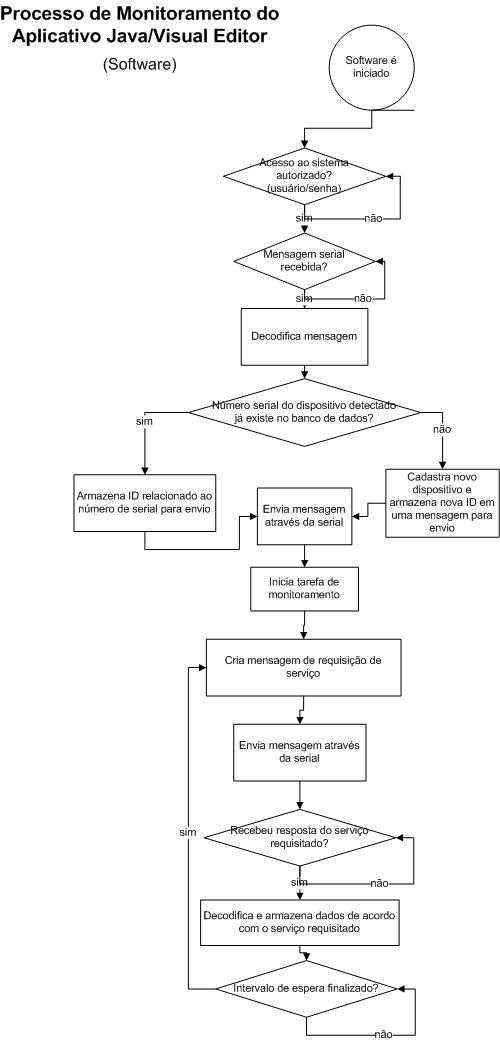 Processo de Monitoramento do
Aplicativo Java/Visual Editor
(Software)
Software é
iniciado
Acesso ao sistema
autorizado?
(usuário/senha)
sim
não
Mensagem serial
recebida?
sim
não
Decodifica mensagem
Número serial do dispositivo detectado
já existe no banco de dados?
sim
não
Armazena ID relacionado ao
número de serial para envio
Cadastra novo
dispositivo e
armazena nova ID em
uma mensagem para
envio
Envia mensagem
através da serial
Inicia tarefa de
monitoramento
Cria mensagem de requisição de
serviço
Envia mensagem através
da serial
Recebeu resposta do serviço
requisitado?
sim
sim
não
Decodifica e armazena dados de acordo
com o serviço requisitado
Intervalo de espera finalizado?
não